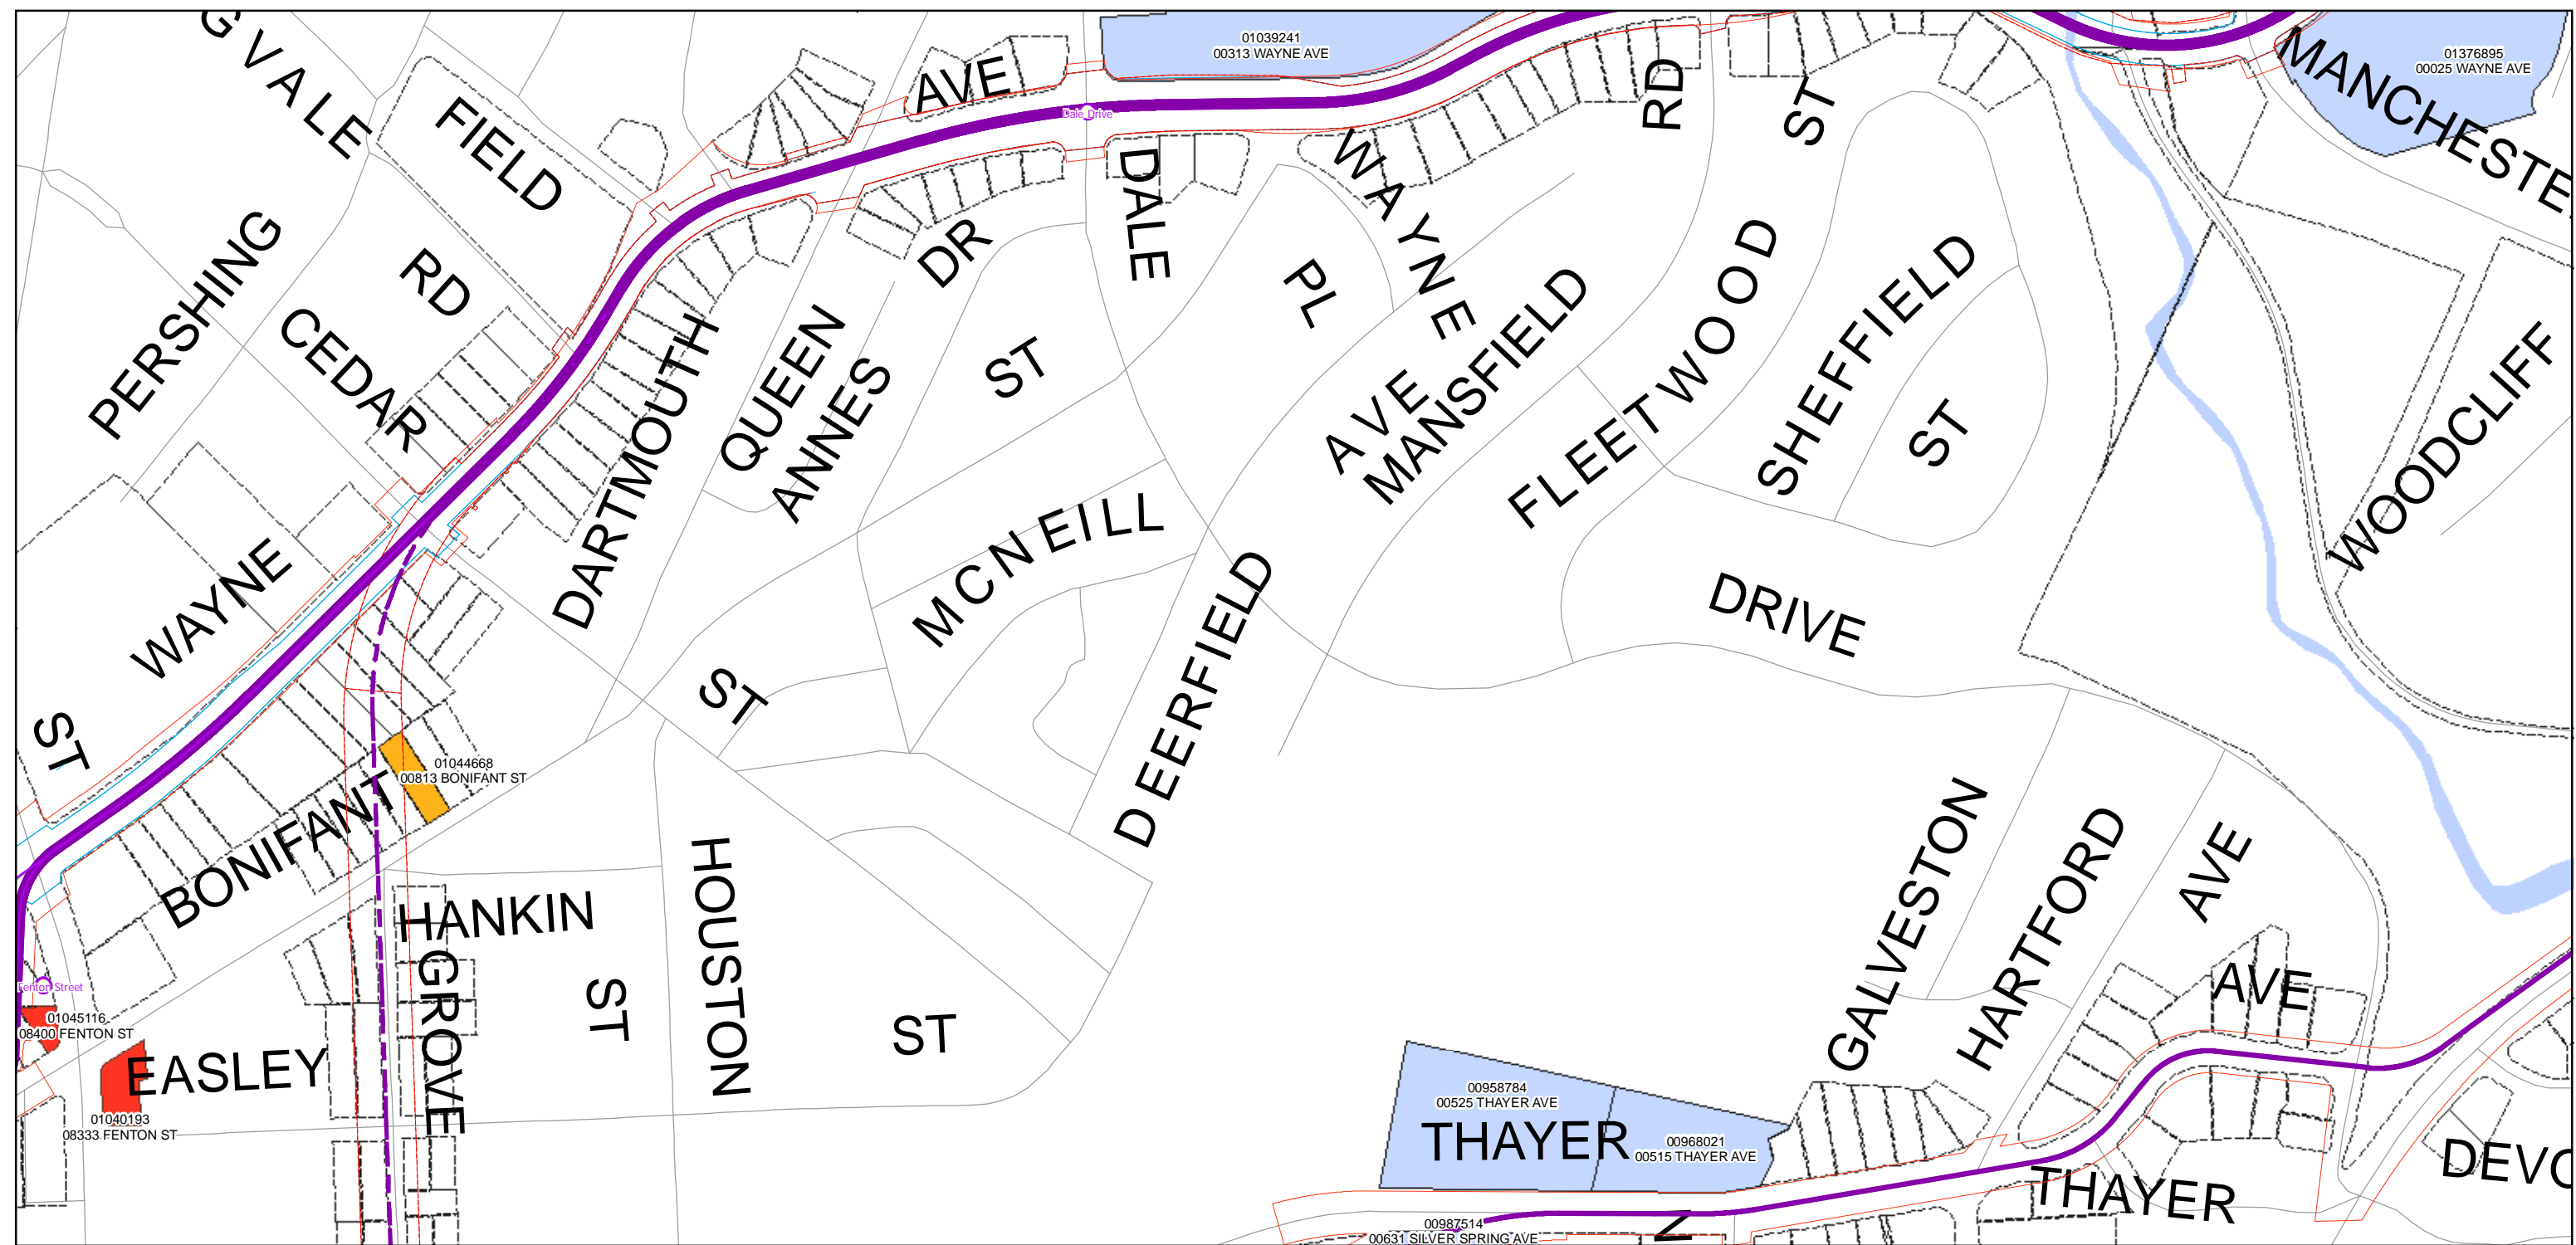 GVALE
FIELD
AVE
01039241
00313 WAYNE AVE
01376895
00025 WAYNE AVE
MANCHESTE
Dale Drive
RD
ST
WAYNE
DALE
PERSHING
RD
CEDAR
DR
PL
QUEEN
ANNES
ST
DARTMOUTH
AVE
MANSFIELD
FLEETWOOD
SHEFFIELD
ST
WOODCLIFF
WAYNE
MCNEILL
DEERFIELD
DRIVE
ST
ST
01044668
00813 BONIFANT ST
BONIFANT
HANKIN
HOUSTON
GALVESTON
HARTFORD
AVE
Fenton Street
HGROVE
ST
ST
AVE
01045116
08400 FENTON ST
EASLEY
01040193
08333 FENTON ST
00958784
00525 THAYER AVE
THAYER
00968021
00515 THAYER AVE
THAYER
DEVO
00987514
00631 SILVER SPRING AVE
N